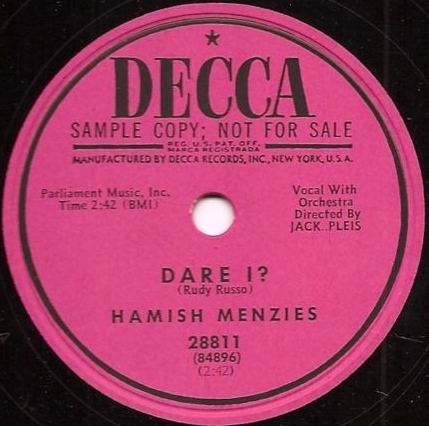 DECCA
SAMPLE COPY; NOT FOR SALE
REG. U.S. PAT. OFF.
MARCA REGISTRADA
MANUFACTURED BY DECCA RECORDS, INC., NEW YORK, U.S.A.
Parliament Music, Inc.
Time 2:42 (BMI)
Vocal With
Orchestra
Directed By
JACK PLEIS
DARE I?
(Rudy Russo)
HAMISH MENZIES
28811
(84896)
(2:42)